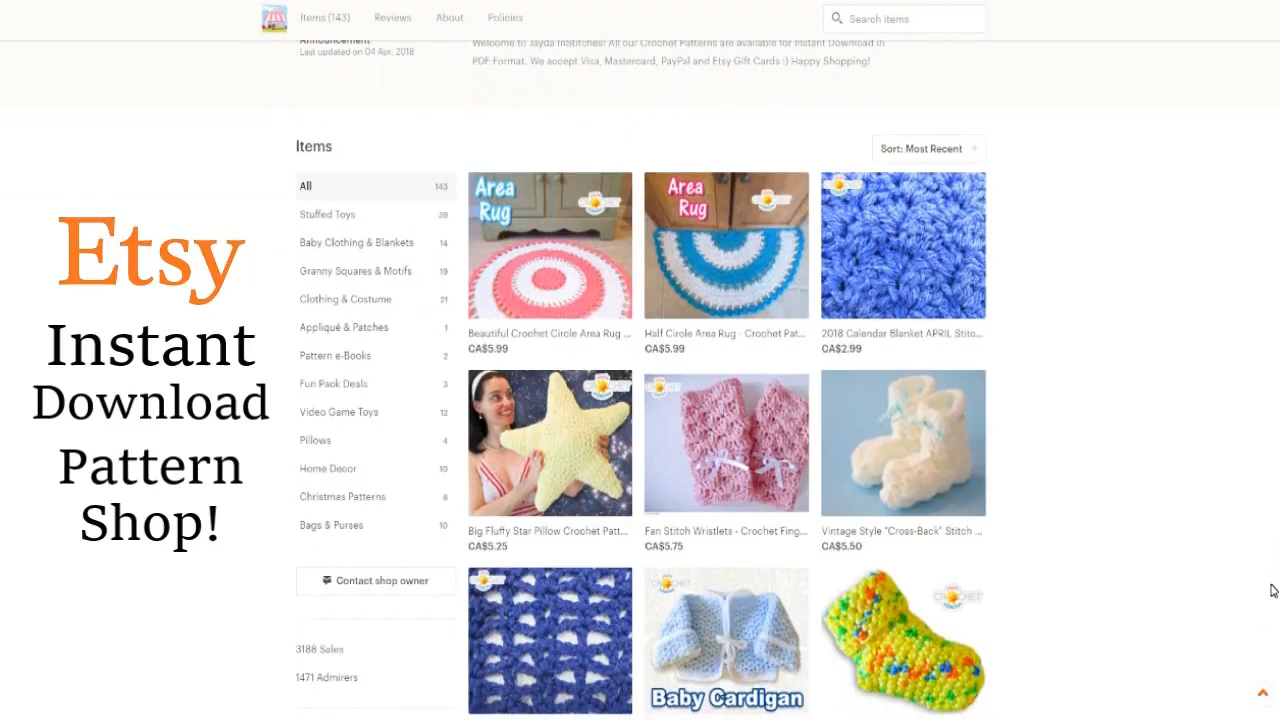 Items (143)
Reviews
About
Policies
Search items
Announcement
Last updated on 04 Apr, 2018
Welcome to Jayda InStitches! All our Crochet Patterns are available for Instant Download in
PDF Format. We accept Visa, Mastercard, PayPal and Etsy Gift Cards :) Happy Shopping!
Etsy
Instant
Download
Pattern
Shop!
Items
Sort: Most Recent
All 143
Stuffed Toys 39
Baby Clothing & Blankets 14
Granny Squares & Motifs 19
Clothing & Costume 21
Appliqué & Patches 1
Pattern e-Books 2
Fun Pack Deals 3
Video Game Toys 12
Pillows 4
Home Decor 10
Christmas Patterns 8
Bags & Purses 10
Contact shop owner
3188 Sales
1471 Admirers
Area
Rug
Beautiful Crochet Circle Area Rug ...
CA$5.99
Area
Rug
Half Circle Area Rug - Crochet Pat...
CA$5.99
2018 Calendar Blanket APRIL Stitc...
CA$2.99
Big Fluffy Star Pillow Crochet Patt...
CA$5.25
Fan Stitch Wristlets - Crochet Fing...
CA$5.75
Vintage Style "Cross-Back" Stitch ...
CA$5.50
CROCHET
Baby Cardigan
CROCHET